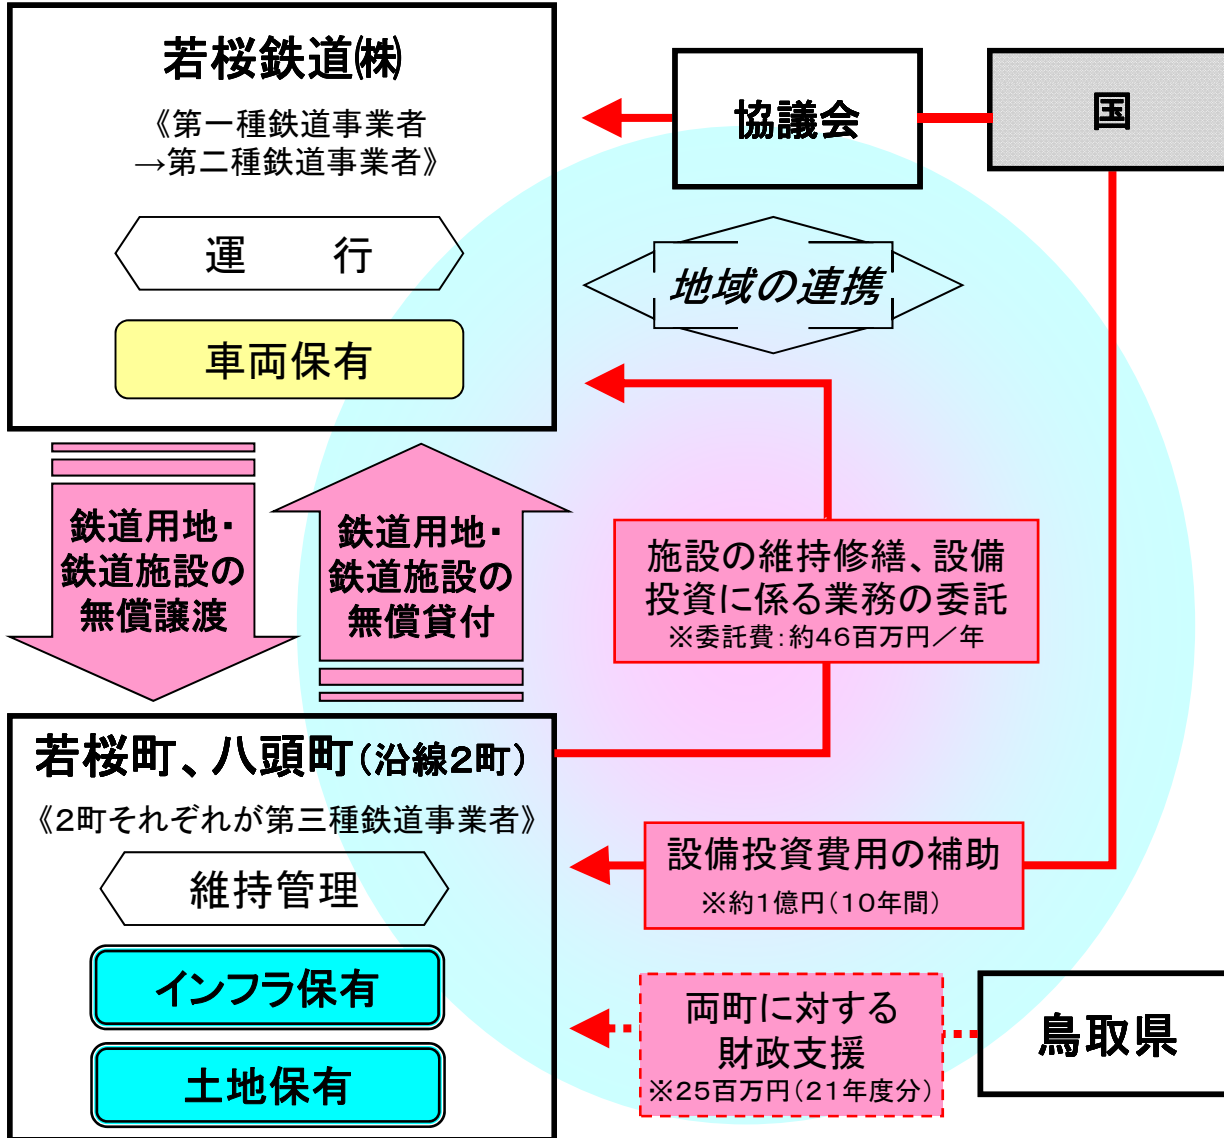 若桜鉄道㈱
《第一種鉄道事業者
→第二種鉄道事業者》
運　　行
車両保有
協議会
国
地域の連携
鉄道用地・
鉄道施設の
無償譲渡
鉄道用地・
鉄道施設の
無償貸付
施設の維持修繕、設備
投資に係る業務の委託
※委託費：約46百万円／年
若桜町、八頭町（沿線2町）
《2町それぞれが第三種鉄道事業者》
維持管理
インフラ保有
土地保有
設備投資費用の補助
※約1億円（10年間）
両町に対する
財政支援
※25百万円（21年度分）
鳥取県